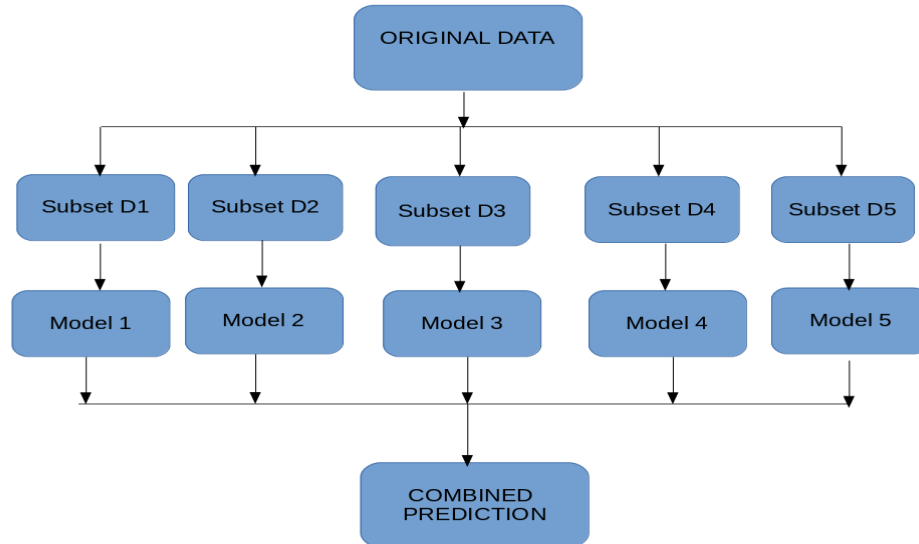 ORIGINAL DATA
Subset D1
Subset D2
Subset D3
Subset D4
Subset D5
Model 1
Model 2
Model 3
Model 4
Model 5
COMBINED
PREDICTION